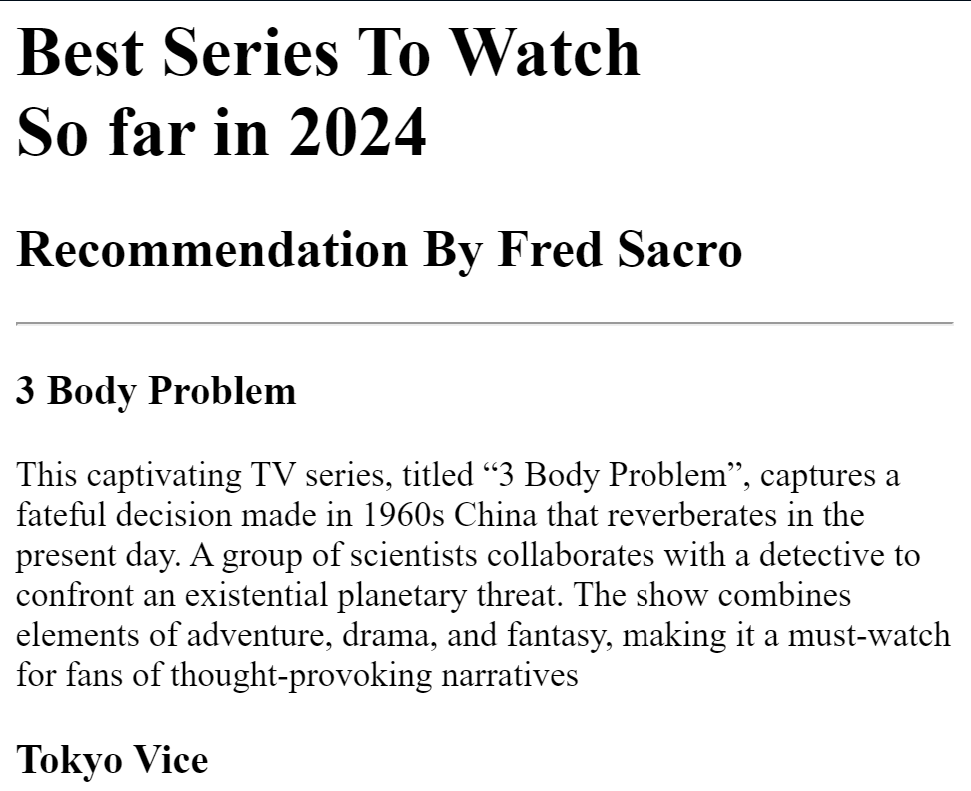 Best Series To Watch
So far in 2024
Recommendation By Fred Sacro
3 Body Problem
This captivating TV series, titled “3 Body Problem”, captures a
fateful decision made in 1960s China that reverberates in the
present day. A group of scientists collaborates with a detective to
confront an existential planetary threat. The show combines
elements of adventure, drama, and fantasy, making it a must-watch
for fans of thought-provoking narratives
Tokyo Vice